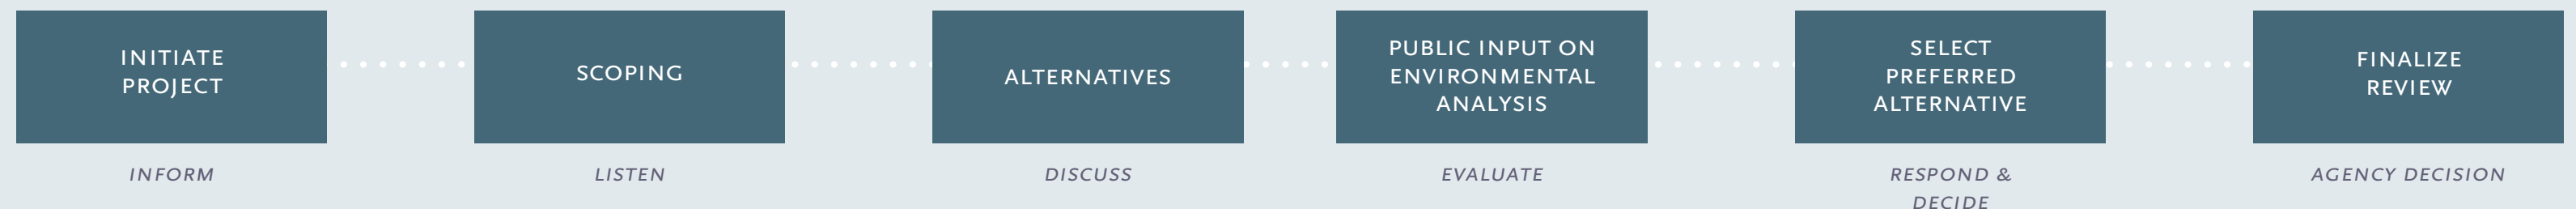 INITIATE
PROJECT
INFORM
SCOPING
LISTEN
ALTERNATIVES
DISCUSS
PUBLIC INPUT ON
ENVIRONMENTAL
ANALYSIS
EVALUATE
SELECT
PREFERRED
ALTERNATIVE
RESPOND &
DECIDE
FINALIZE
REVIEW
AGENCY DECISION